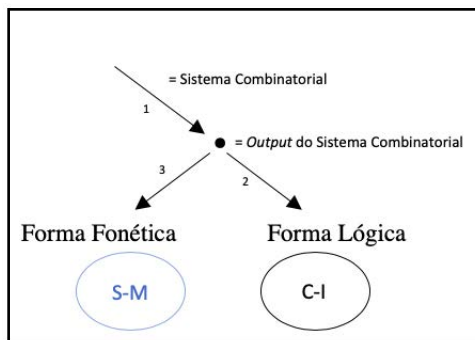 = Sistema Combinatorial
1
= Output do Sistema Combinatorial
3
2
Forma Fonética
Forma Lógica
S-M
C-I